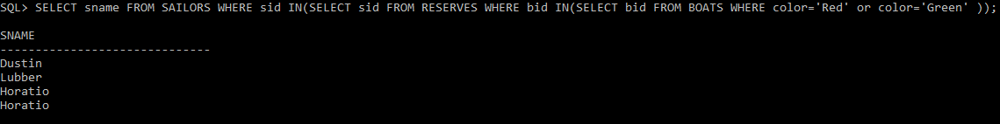 SQL> SELECT sname FROM SAILORS WHERE sid IN(SELECT sid FROM RESERVES WHERE bid IN(SELECT bid FROM BOATS WHERE color='Red' or color='Green' ));
SNAME
------------------------------
Dustin
Lubber
Horatio
Horatio